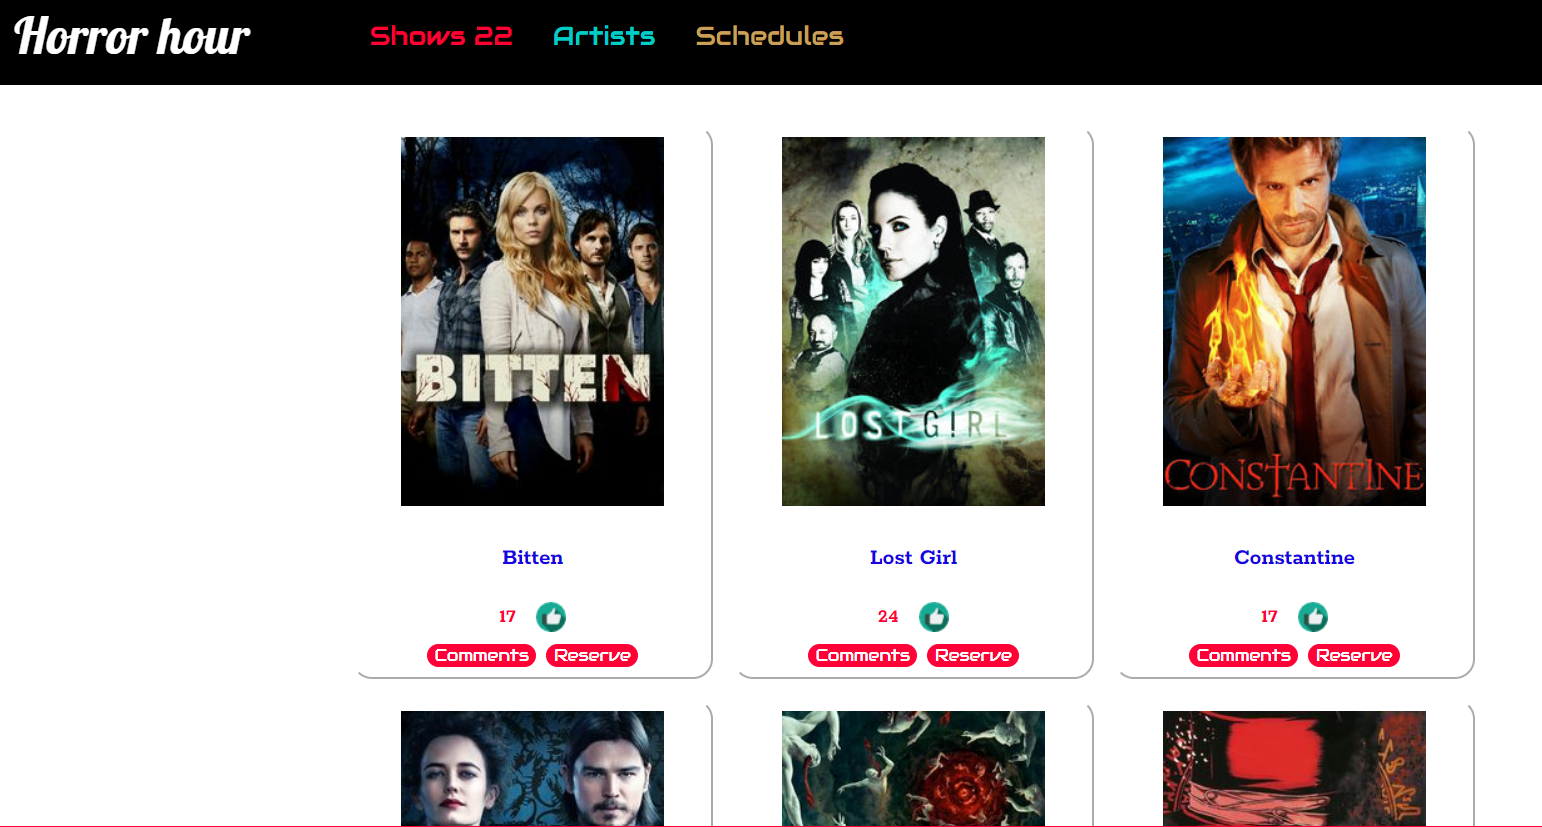 Horror hour
Shows 22 Artists Schedules
BITTEN
LOST GIRL
CONSTANTINE
Bitten
Lost Girl
Constantine
17
24
17
Comments Reserve
Comments Reserve
Comments Reserve